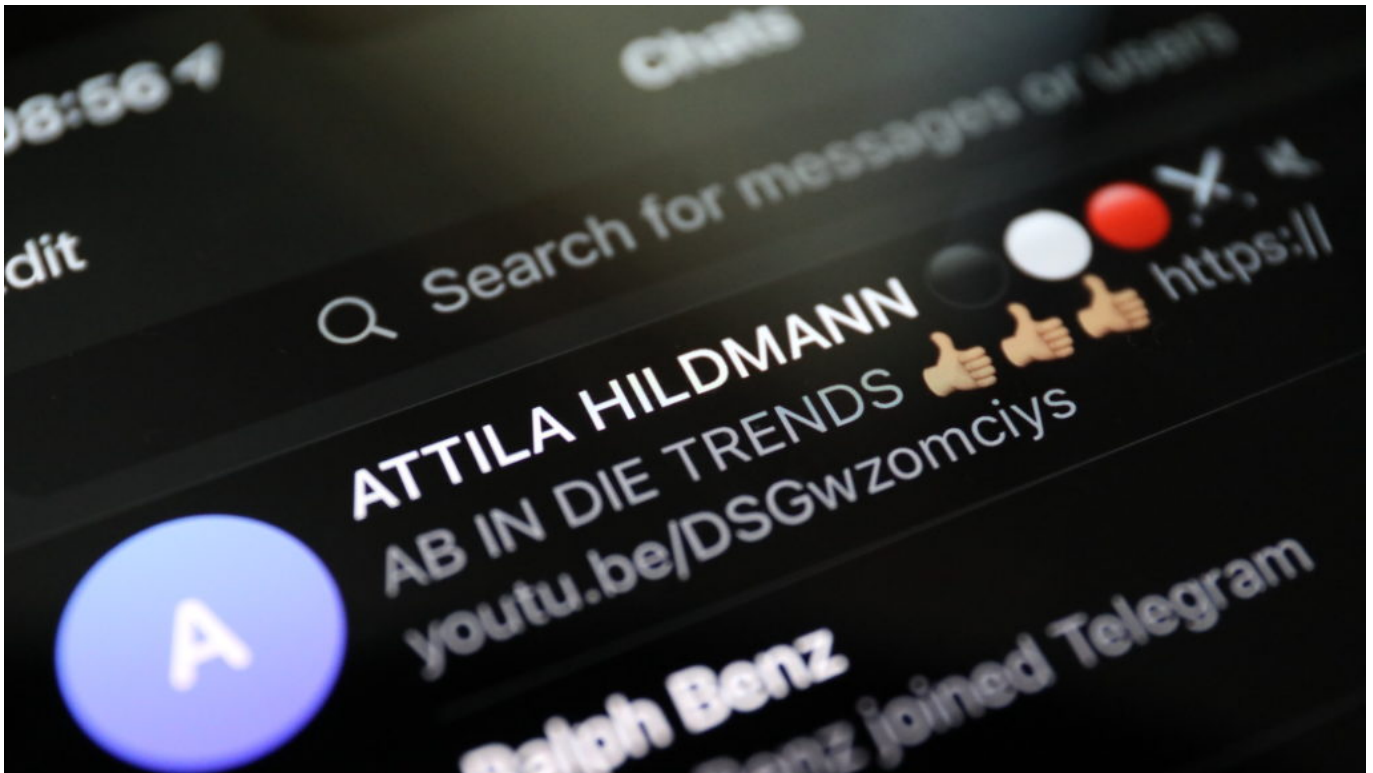 08:56
Chats
dit
Search for messages or users
ATTILA HILDMANN ⚫⚪🔴⚔
AB IN DIE TRENDS 👍🏼👍🏼👍🏼 https://
youtu.be/DSGwzomciys
A
Ralph Benz
Benz joined Telegram